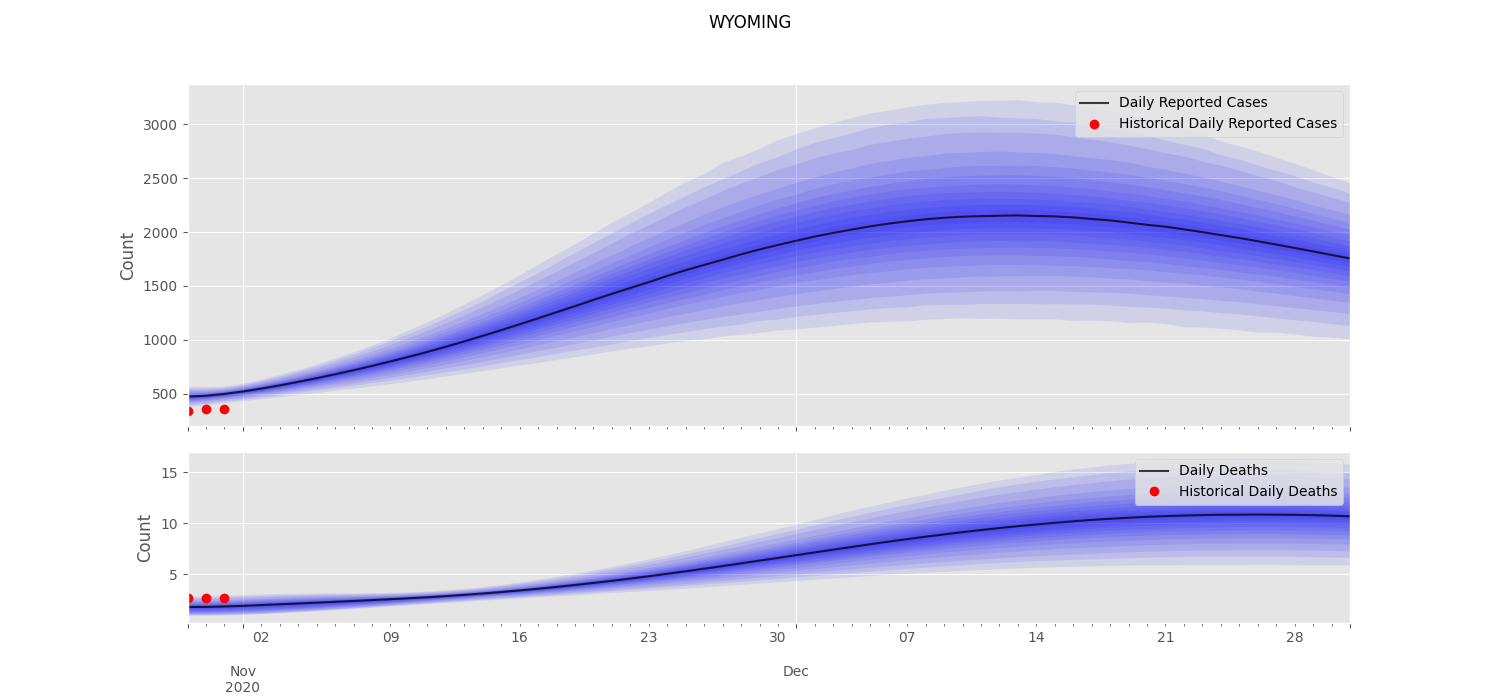 WYOMING
3000
2500
2000
1500
1000
500
Count
Daily Reported Cases
Historical Daily Reported Cases
15
10
5
Count
Daily Deaths
Historical Daily Deaths
02 09 16 23 30 07 14 21 28
Nov Dec
2020